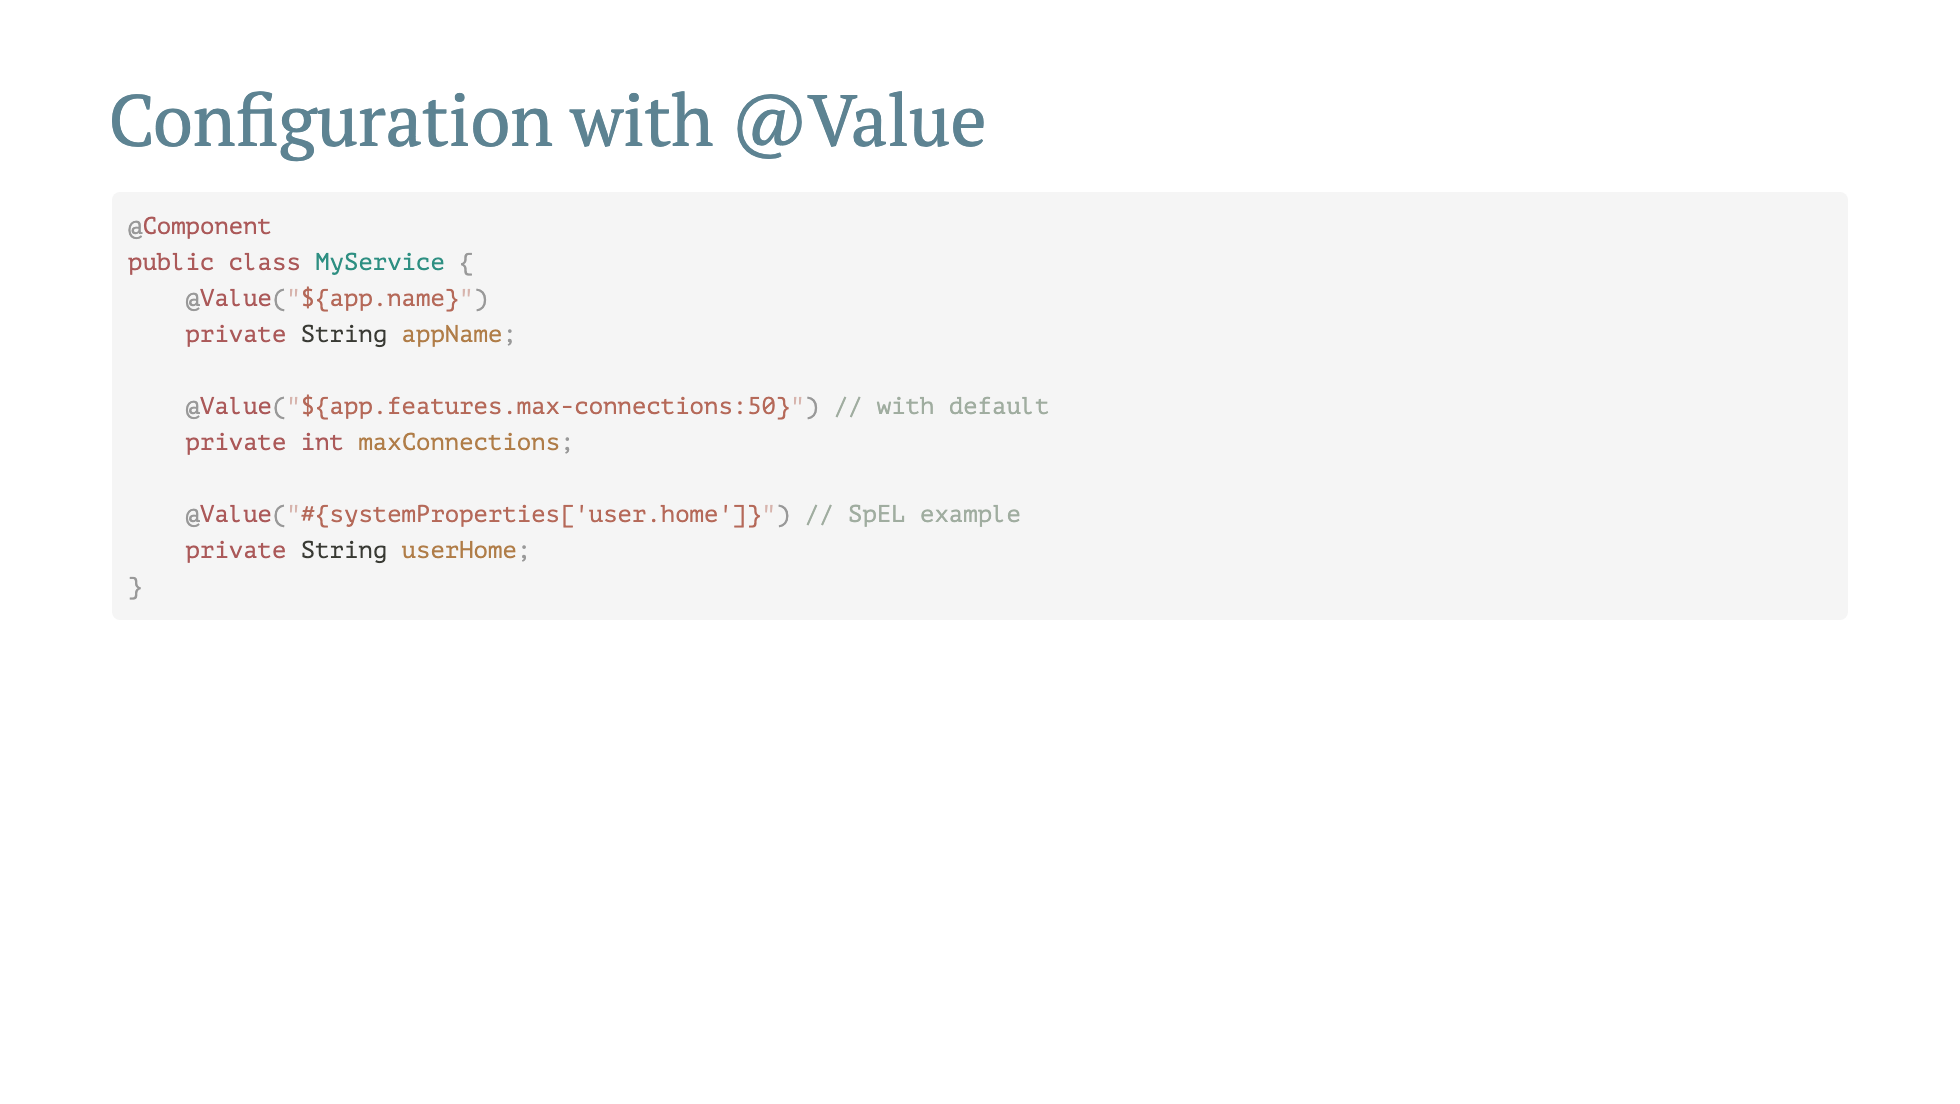 Configuration with @Value
@Component
public class MyService {
    @Value("${app.name}")
    private String appName;

    @Value("${app.features.max-connections:50}") // with default
    private int maxConnections;

    @Value("#{systemProperties['user.home']}") // SpEL example
    private String userHome;
}